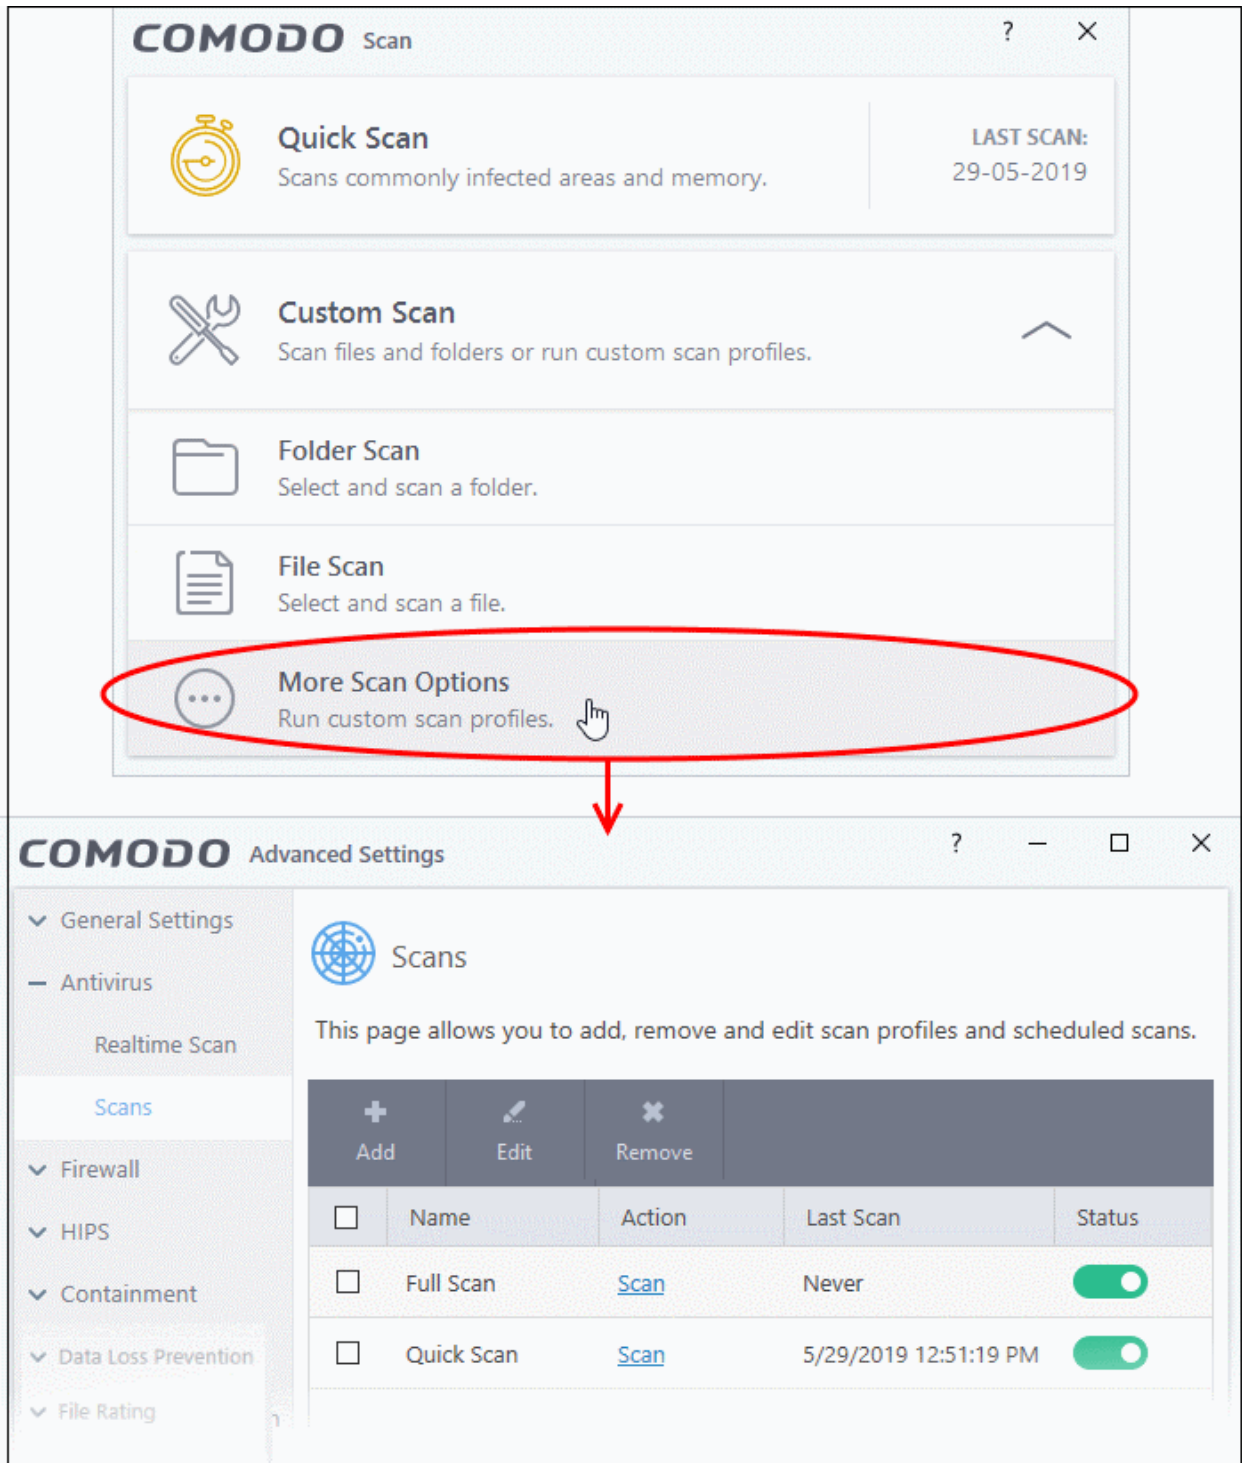 COMODO Scan ?
Quick Scan
Scans commonly infected areas and memory.
LAST SCAN:
29-05-2019
Custom Scan
Scan files and folders or run custom scan profiles.
Folder Scan
Select and scan a folder.
File Scan
Select and scan a file.
More Scan Options
Run custom scan profiles.
COMODO Advanced Settings ?
General Settings
Antivirus
Realtime Scan
Scans
Firewall
HIPS
Containment
Data Loss Prevention
File Rating
n
Scans
This page allows you to add, remove and edit scan profiles and scheduled scans.
Add Edit Remove
Name Action Last Scan Status
Full Scan Scan Never
Quick Scan Scan 5/29/2019 12:51:19 PM